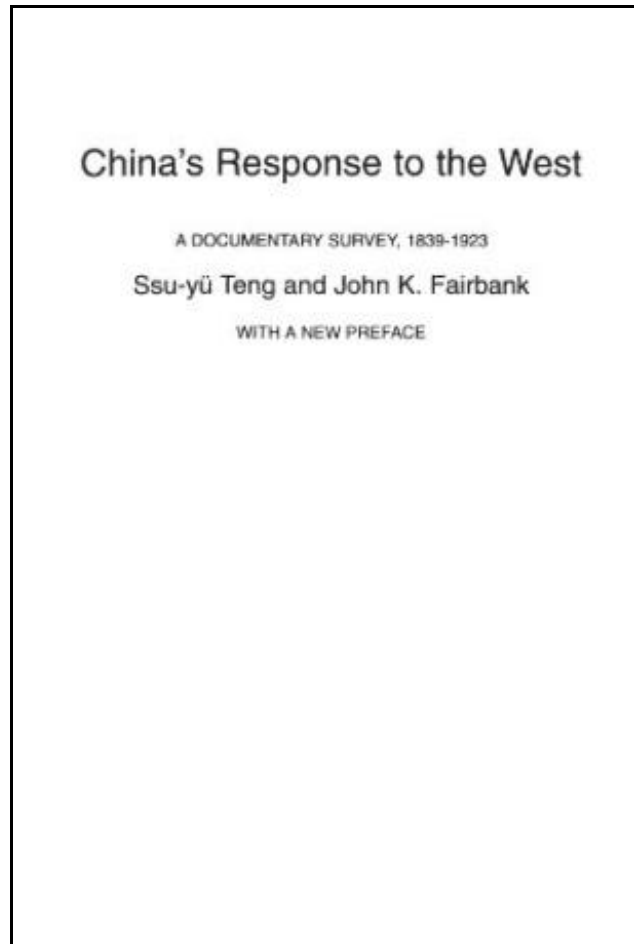 China's Response to the West
A DOCUMENTARY SURVEY, 1839-1923
Ssu-yü Teng and John K. Fairbank
WITH A NEW PREFACE